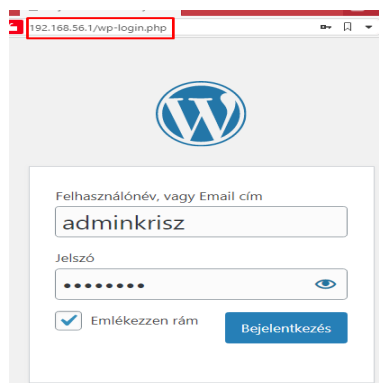 192.168.56.1/wp-login.php
Felhasználónév, vagy Email cím
adminkrisz
Jelszó
••••••••
Emlékezzen rám
Bejelentkezés